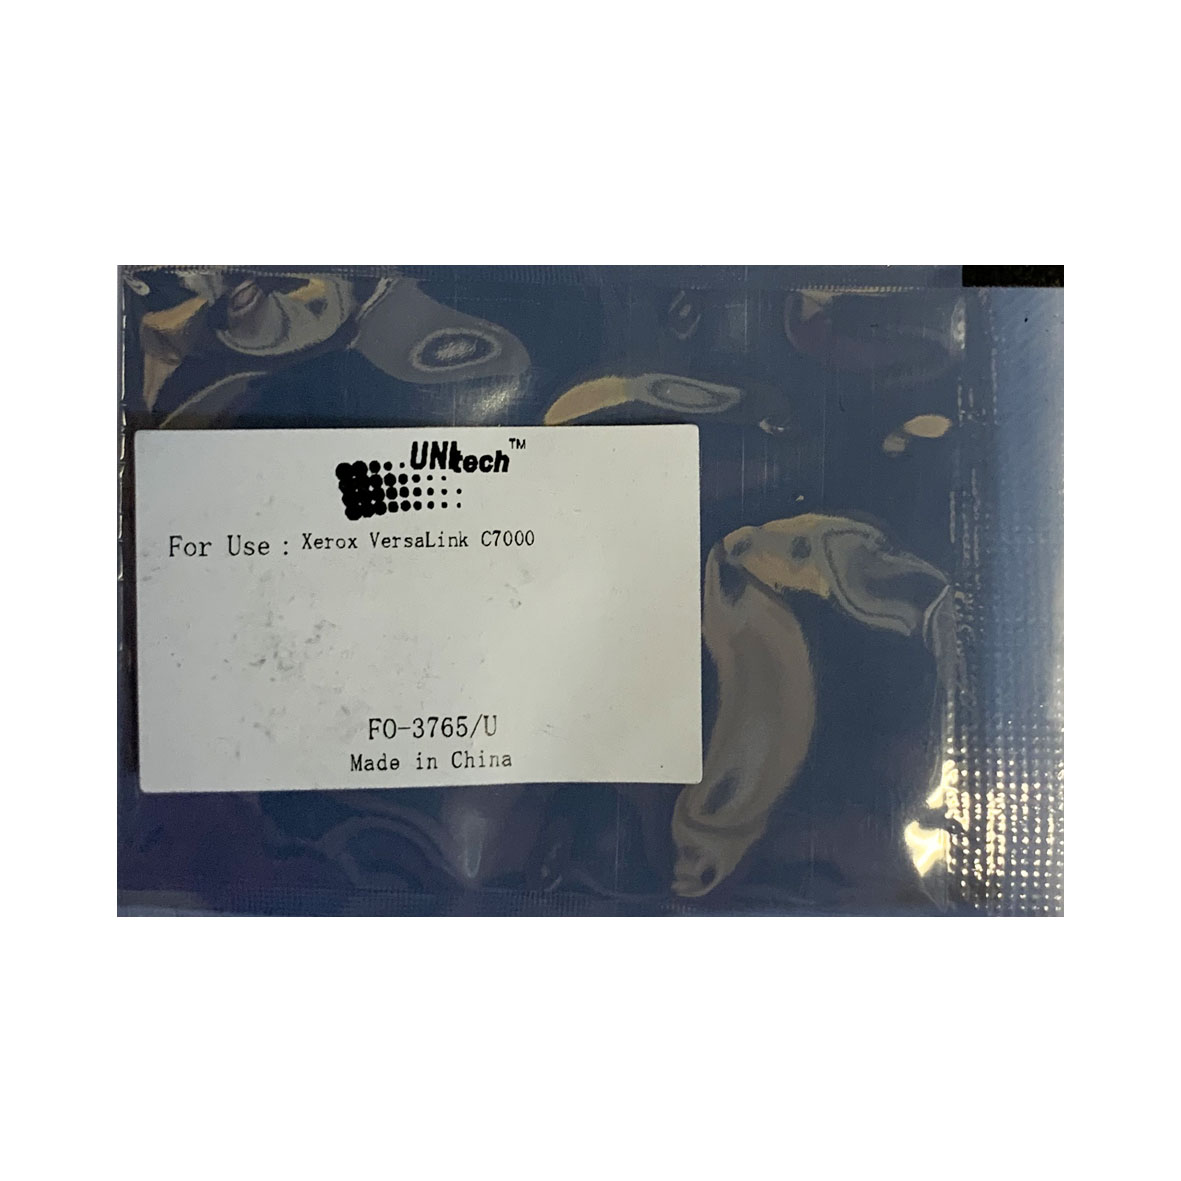 UNItech™
For Use : Xerox VersaLink C7000
FO-3765/U
Made in China